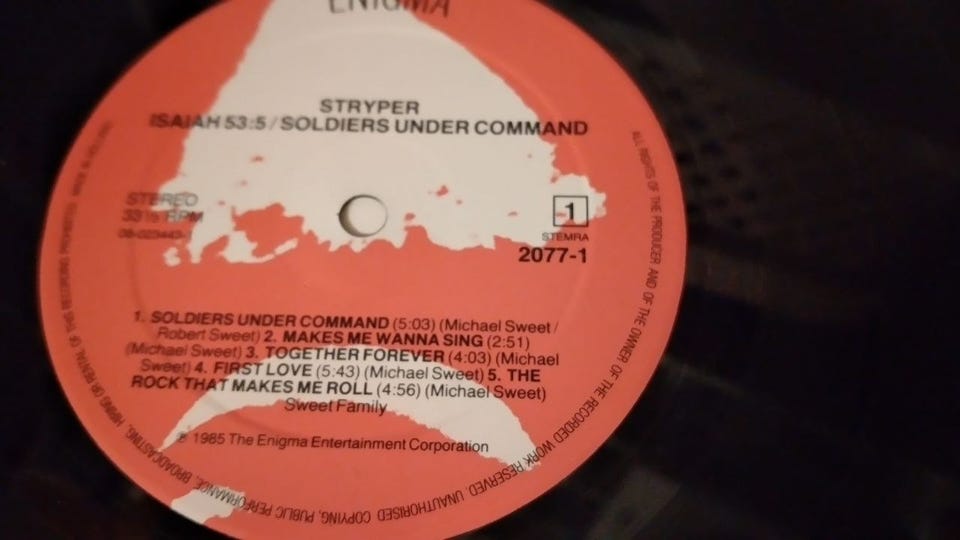 ENIGMA
STRYPER
ISAIAH 53:5/SOLDIERS UNDER COMMAND
STEREO
33⅓ RPM
1
STEMRA
2077-1
1. SOLDIERS UNDER COMMAND (5:03) (Michael Sweet/
Robert Sweet) 2. MAKES ME WANNA SING (2:51)
(Michael Sweet) 3. TOGETHER FOREVER (4:03) (Michael
Sweet) 4. FIRST LOVE (5:43) (Michael Sweet) 5. THE
ROCK THAT MAKES ME ROLL (4:56) (Michael Sweet)
Sweet Family
℗ 1985 The Enigma Entertainment Corporation
ALL RIGHTS OF THE PRODUCER AND OF THE OWNER OF THE RECORDED WORK RESERVED. UNAUTHORISED COPYING, PUBLIC PERFORMANCE, BROADCASTING, HIRING OR RENTAL OF THIS RECORDING PROHIBITED. MADE IN HOLLAND